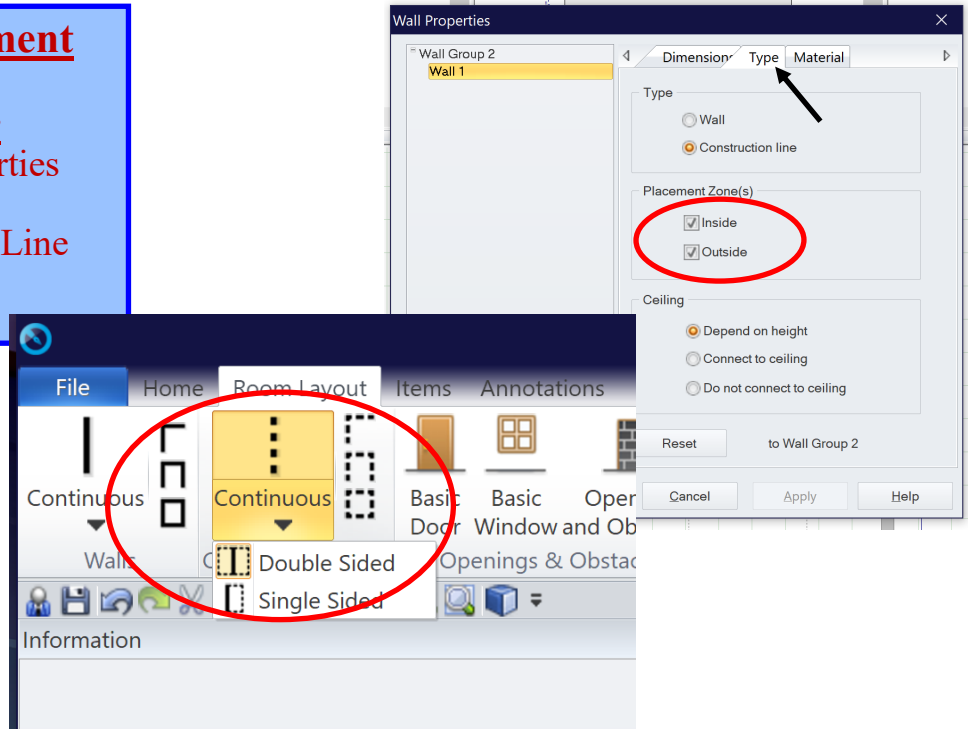 ment
rties
Line
Wall Properties
Wall Group 2
Wall 1
Dimensions Type Material
Type
Wall
Construction line
Placement Zone(s)
Inside
Outside
Ceiling
Depend on height
Connect to ceiling
Do not connect to ceiling
Reset to Wall Group 2
Cancel Apply Help
File Home Room Layout Items Annotations
Continuous Continuous Basic Door Basic Window Open and Ob
Walls Openings & Obstac
Double Sided
Single Sided
Information